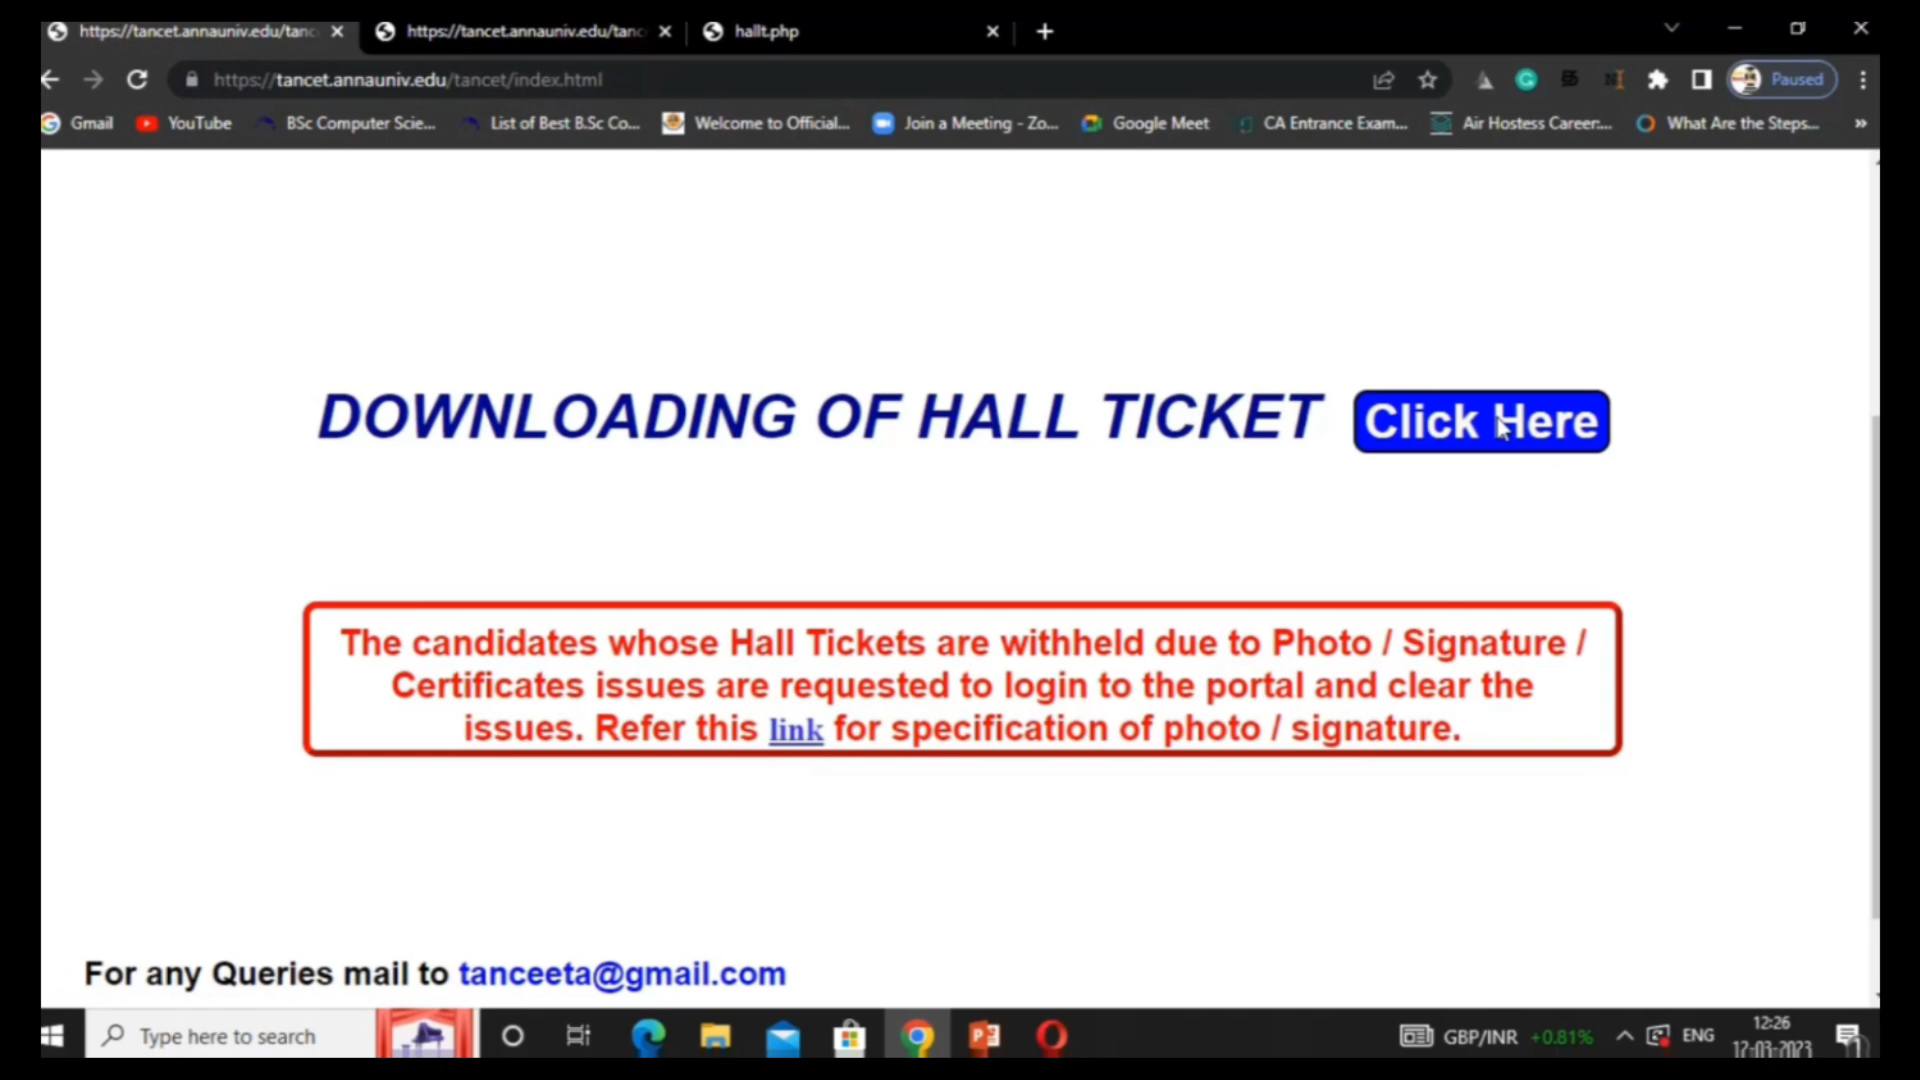 https://tancet.annauniv.edu/tanc
https://tancet.annauniv.edu/tanc
hallt.php
https://tancet.annauniv.edu/tancet/index.html
Paused
Gmail
YouTube
BSc Computer Scie...
List of Best B.Sc Co...
Welcome to Official...
Join a Meeting - Zo...
Google Meet
CA Entrance Exam...
Air Hostess Career:...
What Are the Steps...
DOWNLOADING OF HALL TICKET Click Here
The candidates whose Hall Tickets are withheld due to Photo / Signature /
Certificates issues are requested to login to the portal and clear the
issues. Refer this link for specification of photo / signature.
For any Queries mail to tanceeta@gmail.com
Type here to search
GBP/INR +0.81%
ENG
12:26
12-03-2023